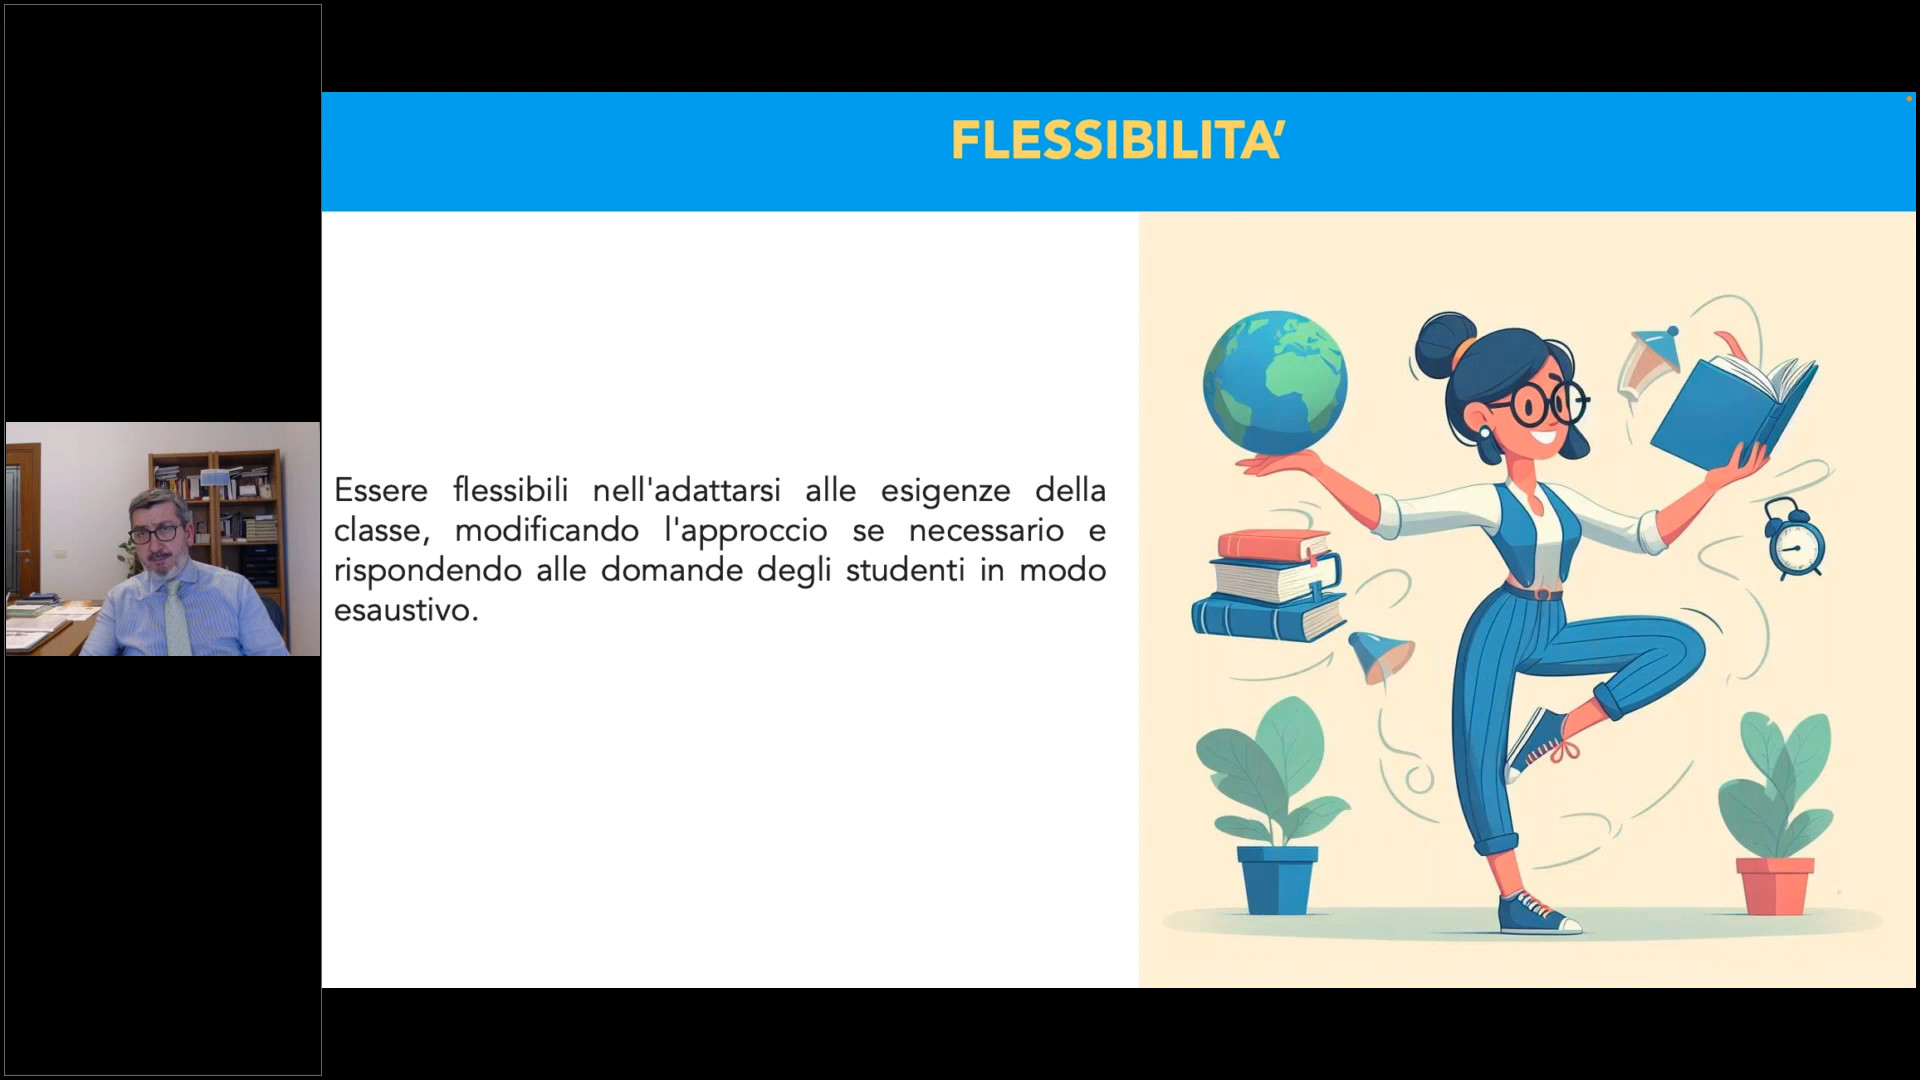 FLESSIBILITA’
Essere flessibili nell'adattarsi alle esigenze della
classe, modificando l'approccio se necessario e
rispondendo alle domande degli studenti in modo
esaustivo.